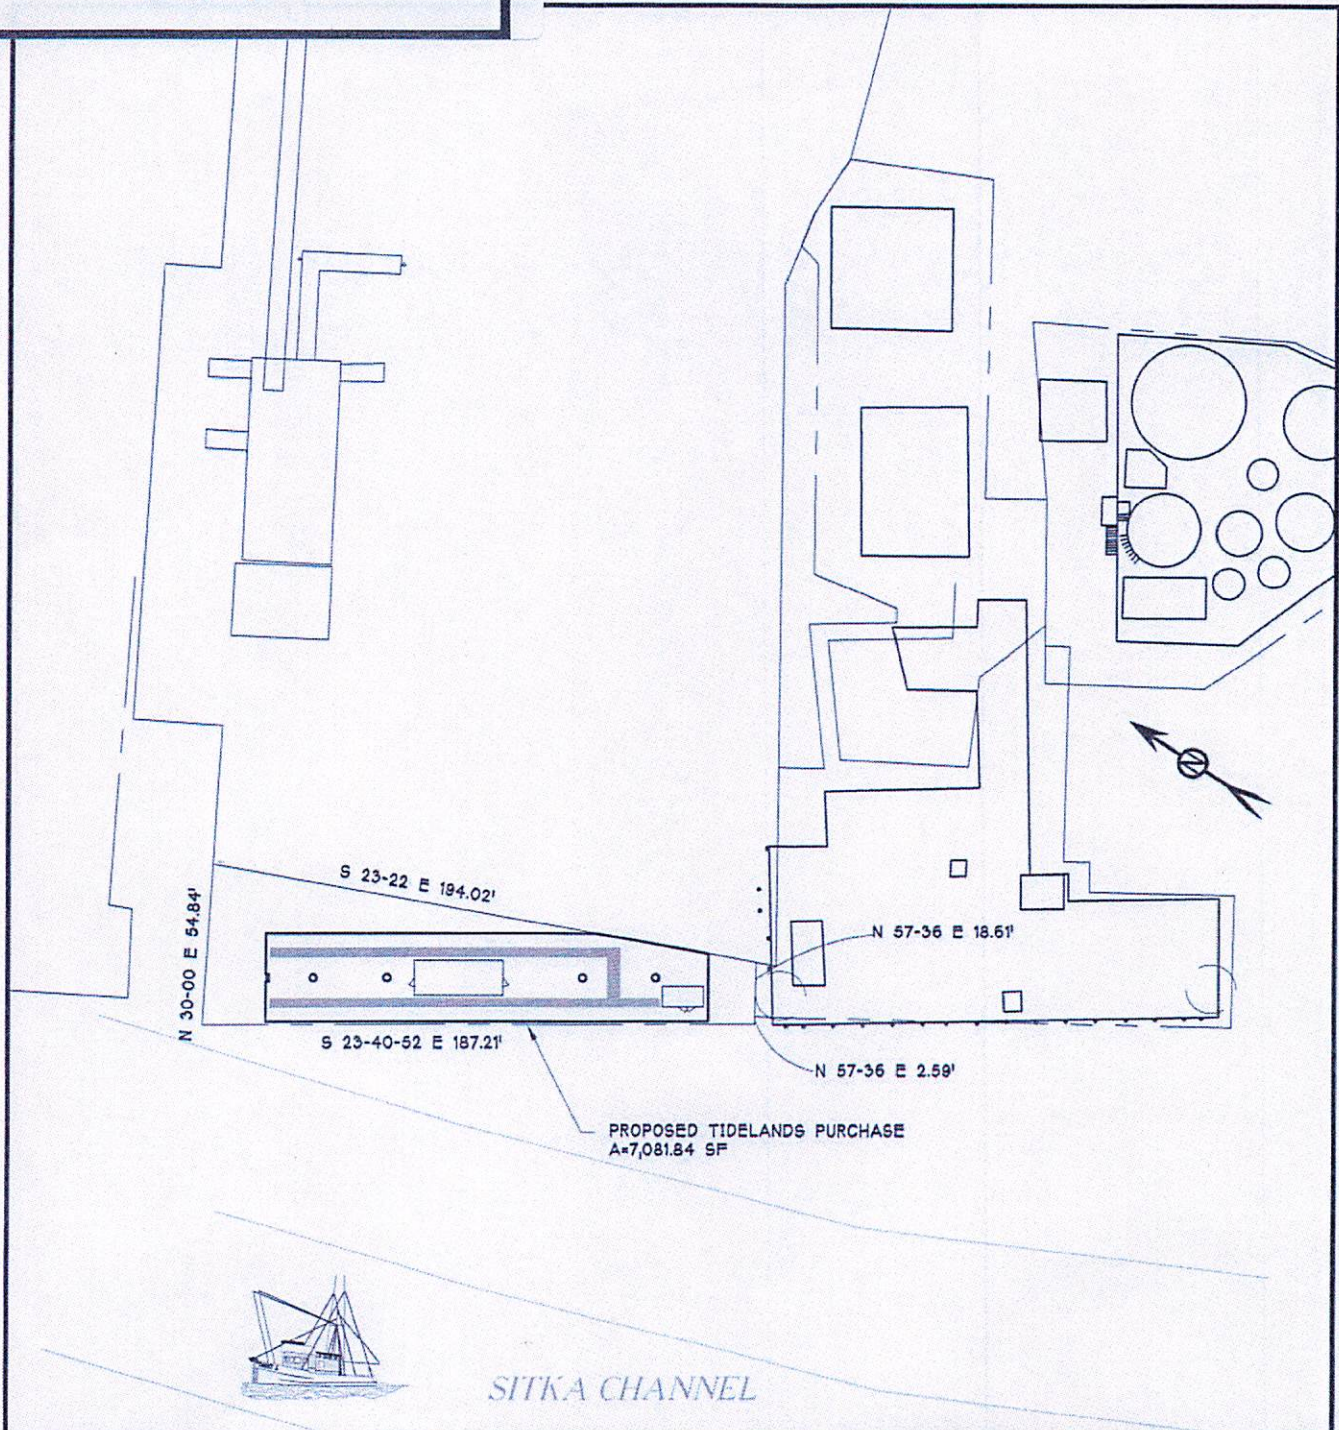 S 23-22 E 194.02'
N 30-00 E 54.84'
N 57-36 E 18.61'
S 23-40-52 E 187.21'
N 57-36 E 2.59'
PROPOSED TIDELANDS PURCHASE
A=7,081.84 SF
N
SITKA CHANNEL